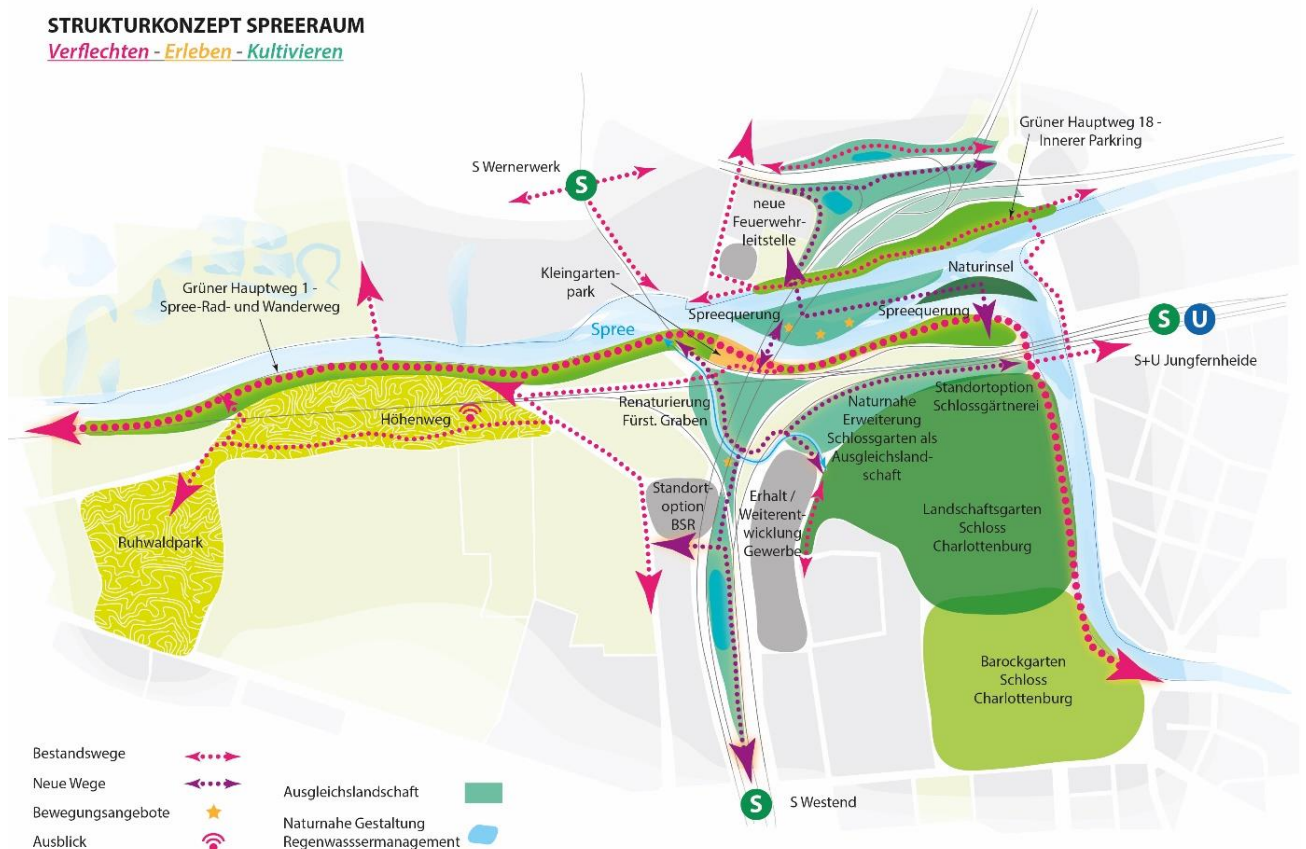 STRUKTURKONZEPT SPREERAUM
Verflechten - Erleben - Kultivieren
Grüner Hauptweg 18 -
Innerer Parkring
S Wernerwerk
S
neue
Feuerwehr-
leitstelle
Kleingarten-
park
Naturinsel
Grüner Hauptweg 1 -
Spree-Rad- und Wanderweg
Spreequerung
Spreequerung
Spree
S U
S+U Jungfernheide
Renaturierung
Fürst. Graben
Höhenweg
Standortoption
Schlossgärtnerei
Naturnahe
Erweiterung
Schlossgarten als
Ausgleichsland-
schaft
Standort-
option
BSR
Erhalt /
Weiterent-
wicklung
Gewerbe
Landschaftsgarten
Schloss
Charlottenburg
Ruhwaldpark
Barockgarten
Schloss
Charlottenburg
Bestandswege
Neue Wege
Bewegungsangebote
Ausblick
Ausgleichslandschaft
Naturnahe Gestaltung
Regenwasssermanagement
S
S Westend